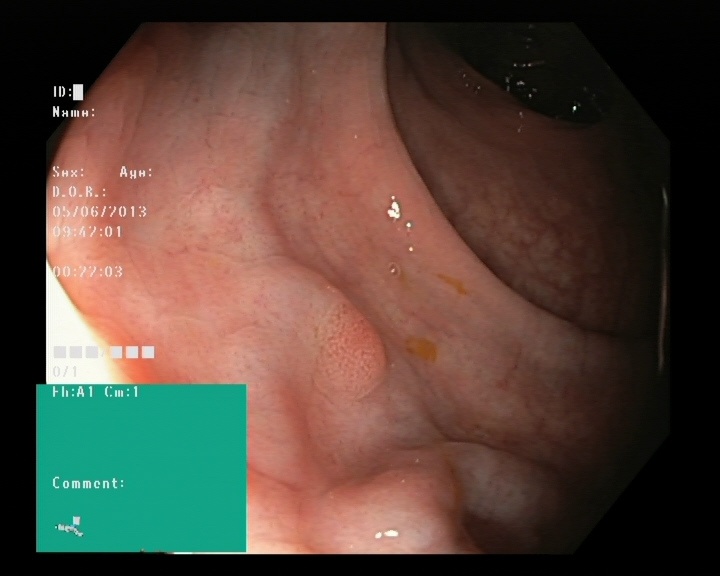 ID:
Name:
Sex: Age:
D.O.B.:
05/06/2013
09:42:01
00:22:03
0/1
Eh:A1 Cm:1
Comment: